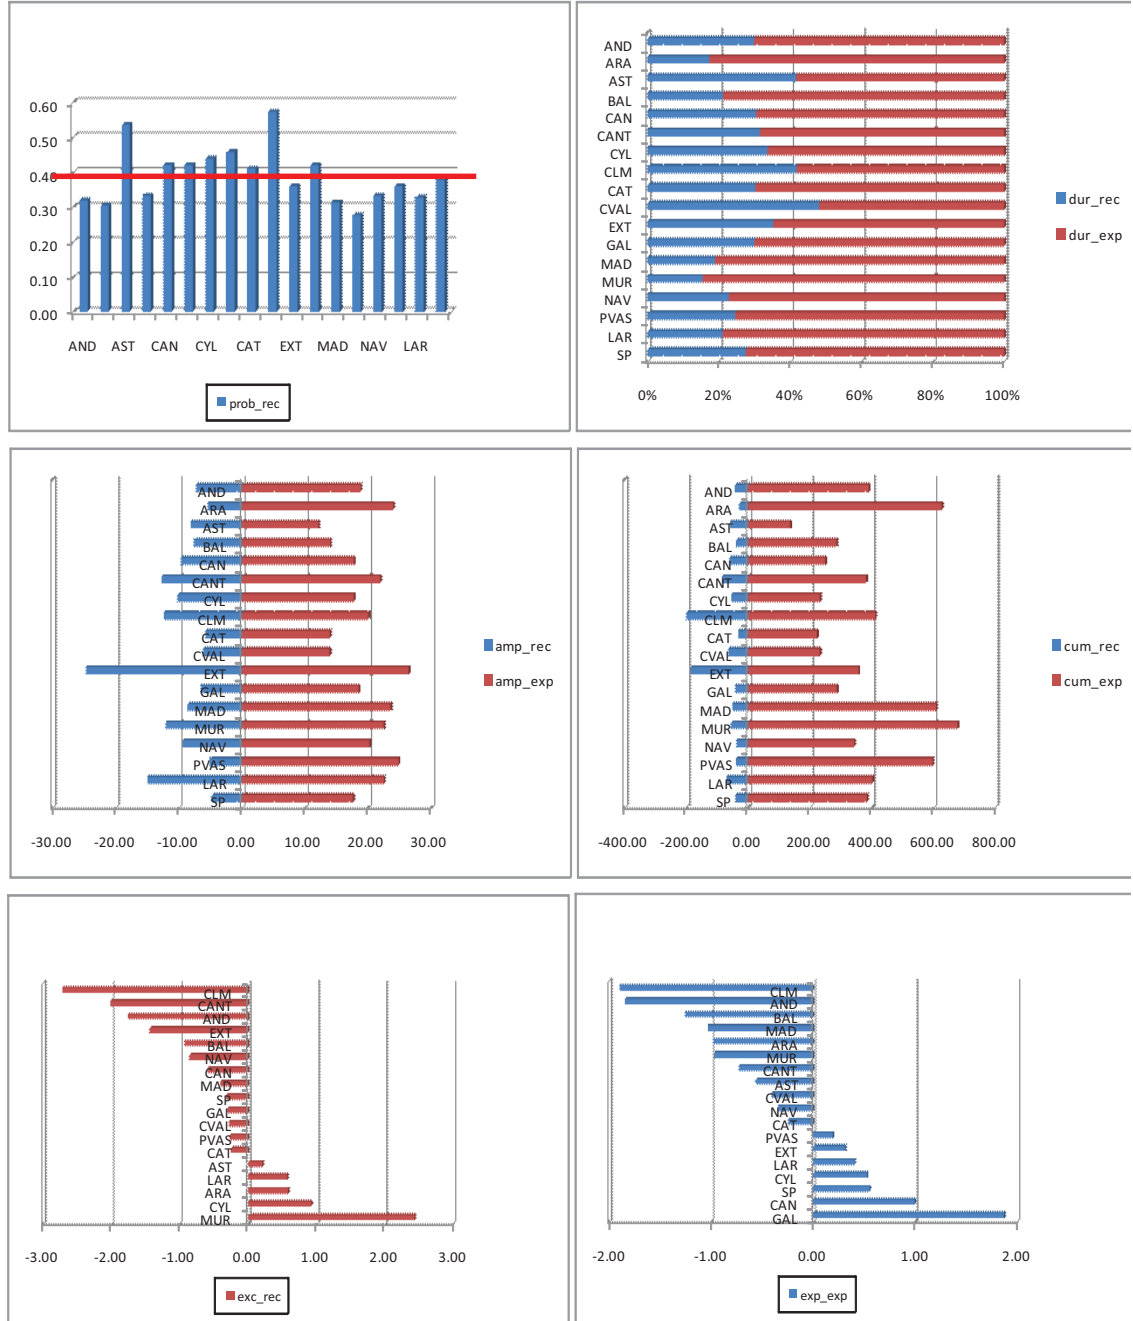 0.60
0.50
0.40
0.30
0.20
0.10
0.00
AND AST CAN CYL CAT EXT MAD NAV LAR
prob_rec
AND
ARA
AST
BAL
CAN
CANT
CYL
CLM
CAT
CVAL
EXT
GAL
MAD
MUR
NAV
PVAS
LAR
SP
0% 20% 40% 60% 80% 100%
dur_rec
dur_exp
AND
ARA
AST
BAL
CAN
CANT
CYL
CLM
CAT
CVAL
EXT
GAL
MAD
MUR
NAV
PVAS
LAR
SP
-30.00 -20.00 -10.00 0.00 10.00 20.00 30.00
amp_rec
amp_exp
AND
ARA
AST
BAL
CAN
CANT
CYL
CLM
CAT
CVAL
EXT
GAL
MAD
MUR
NAV
PVAS
LAR
SP
-400.00 -200.00 0.00 200.00 400.00 600.00 800.00
cum_rec
cum_exp
CLM
CANT
AND
EXT
BAL
NAV
CAN
MAD
SP
GAL
CVAL
PVAS
CAT
AST
LAR
ARA
CYL
MUR
-3.00 -2.00 -1.00 0.00 1.00 2.00 3.00
exc_rec
CLM
AND
BAL
MAD
ARA
MUR
CANT
AST
CVAL
NAV
CAT
PVAS
EXT
LAR
CYL
SP
CAN
GAL
-2.00 -1.00 0.00 1.00 2.00
exp_exp